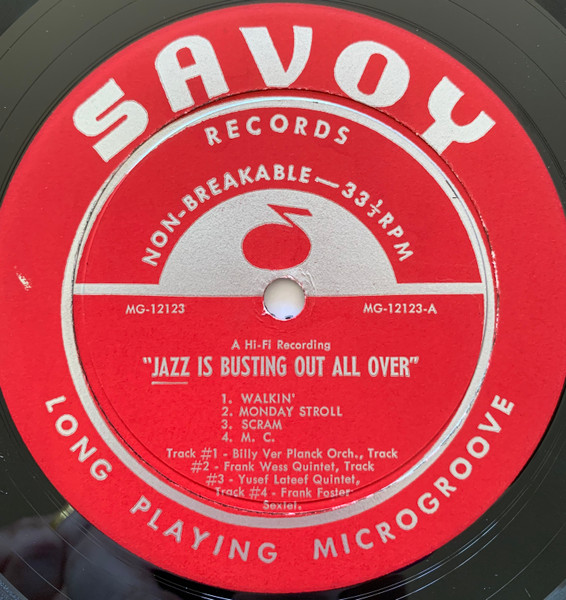 SAVOY
RECORDS
NON-BREAKABLE — 33⅓ RPM
MG-12123
MG-12123-A
A Hi-Fi Recording
"JAZZ IS BUSTING OUT ALL OVER"
1. WALKIN'
2. MONDAY STROLL
3. SCRAM
4. M. C.
Track #1 - Billy Ver Planck Orch., Track
#2 - Frank Wess Quintet, Track
#3 - Yusef Lateef Quintet,
Track #4 - Frank Foster
Sextet.
LONG PLAYING MICROGROOVE